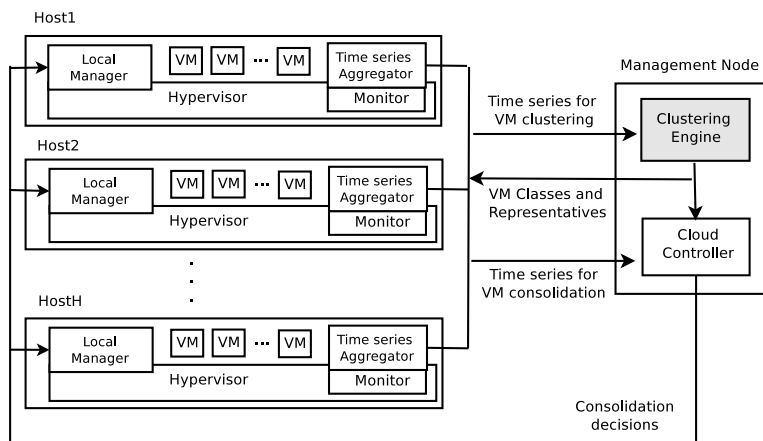 Host1
Local
Manager
VM VM ... VM
Time series
Aggregator
Hypervisor
Monitor
Host2
Local
Manager
VM VM ... VM
Time series
Aggregator
Hypervisor
Monitor
. . .
HostH
Local
Manager
VM VM ... VM
Time series
Aggregator
Hypervisor
Monitor
Time series for
VM clustering
VM Classes and
Representatives
Time series for
VM consolidation
Management Node
Clustering
Engine
Cloud
Controller
Consolidation
decisions